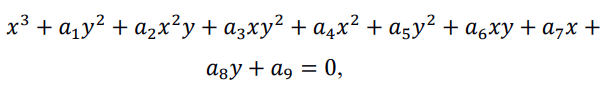 x³ + a₁y² + a₂x²y + a₃xy² + a₄x² + a₅y² + a₆xy + a₇x +
a₈y + a₉ = 0,